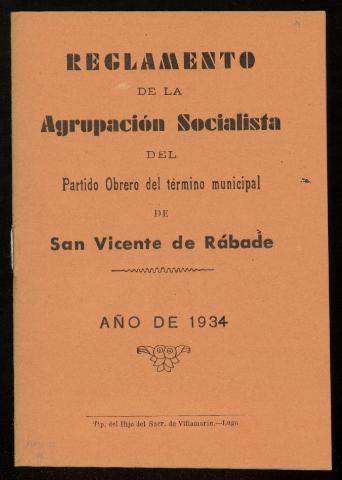 REGLAMENTO
DE LA
Agrupación Socialista
DEL
Partido Obrero del término municipal
DE
San Vicente de Rábade
AÑO DE 1934
Tip. del Hijo del Sucr. de Villamarín.—Lugo